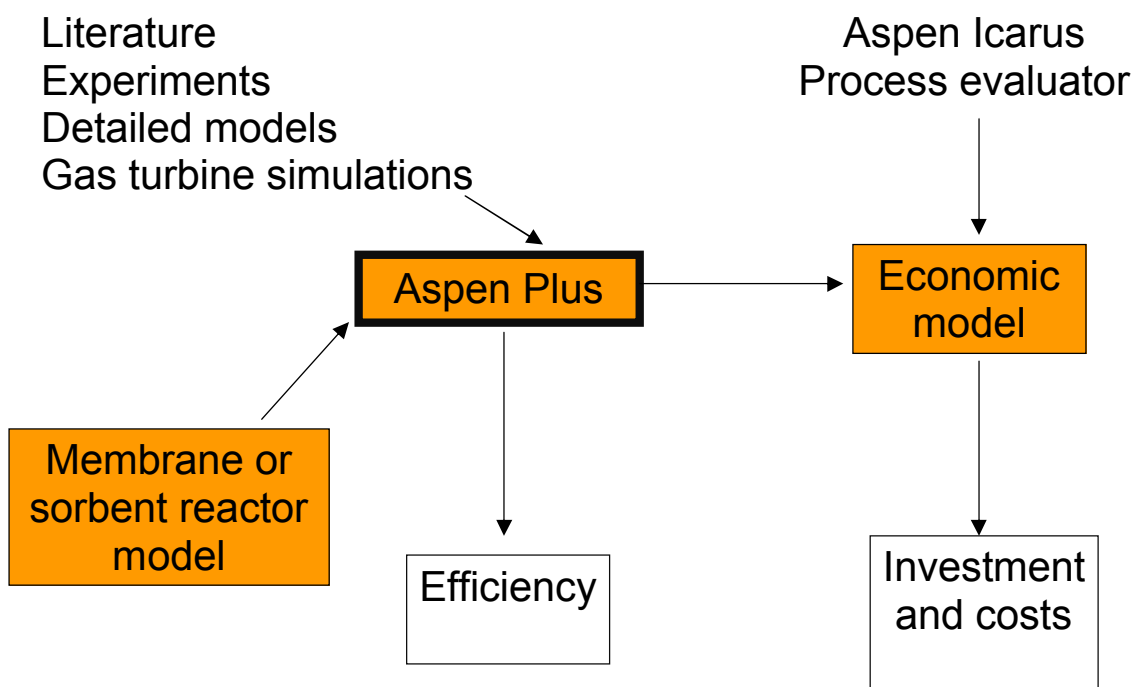 Literature
Experiments
Detailed models
Gas turbine simulations
Aspen Icarus
Process evaluator
Aspen Plus
Economic
model
Membrane or
sorbent reactor
model
Efficiency
Investment
and costs